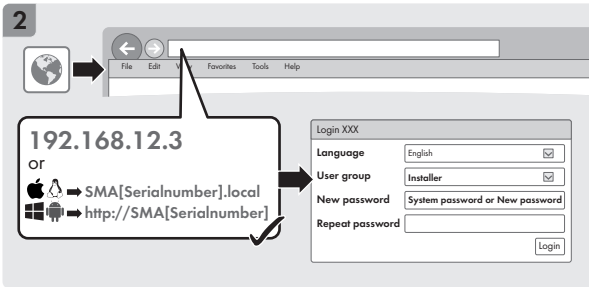 2
File Edit View Favorites Tools Help
192.168.12.3
or
SMA[Serialnumber].local
http://SMA[Serialnumber]
Login XXX
Language English
User group Installer
New password System password or New password
Repeat password
Login